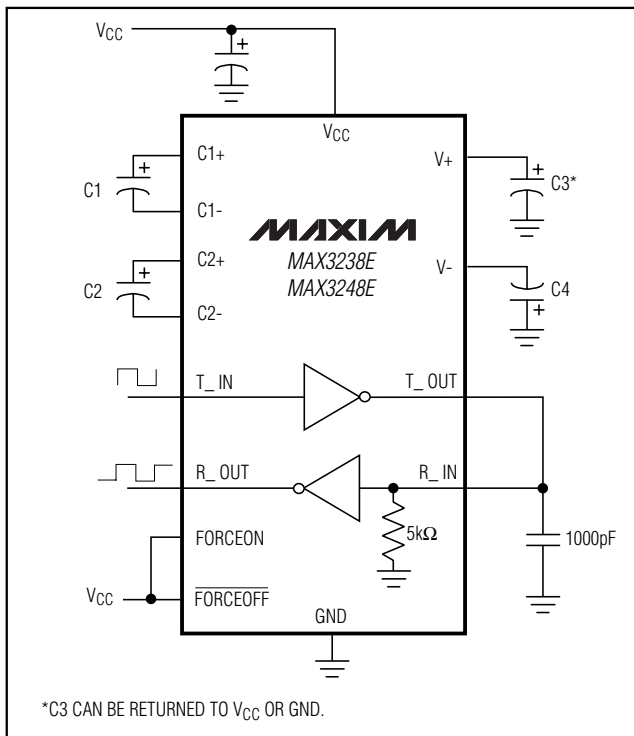 VCC
VCC
C1+
V+
C1
C3*
C1-
MAXIM
C2+
MAX3238E
V-
MAX3248E
C2
C4
C2-
T_ IN
T_ OUT
R_ OUT
R_ IN
5kΩ
1000pF
FORCEON
VCC
FORCEOFF
GND
*C3 CAN BE RETURNED TO VCC OR GND.